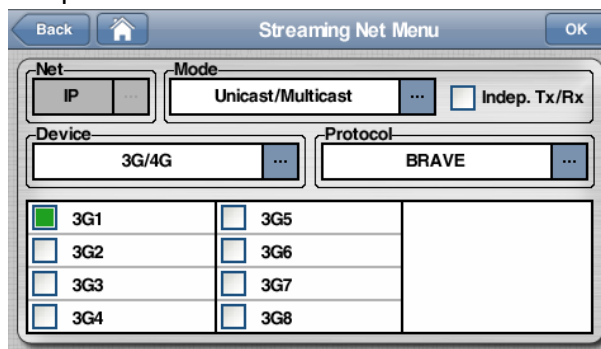 Back Streaming Net Menu OK
Net Mode
IP ... Unicast/Multicast ... Indep. Tx/Rx
Device Protocol
3G/4G ... BRAVE ...
3G1 3G5
3G2 3G6
3G3 3G7
3G4 3G8